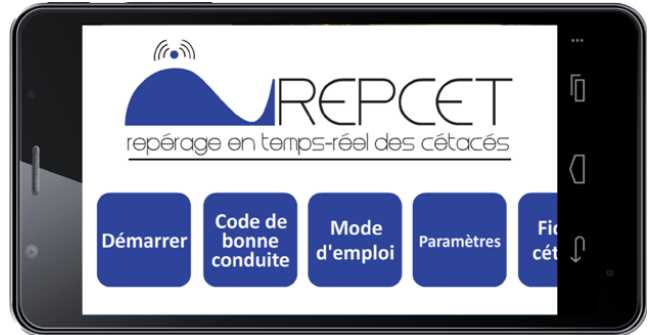 REPCET
repérage en temps-réel des cétacés
Démarrer
Code de
bonne
conduite
Mode
d'emploi
Paramètres